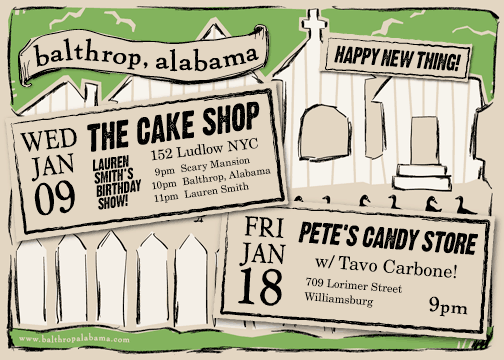 balthrop, alabama
HAPPY NEW THING!
WED
JAN
09
THE CAKE SHOP
LAUREN
SMITH'S
BIRTHDAY
SHOW!
152 Ludlow NYC
9pm Scary Mansion
10pm Balthrop, Alabama
11pm Lauren Smith
FRI
JAN
18
PETE'S CANDY STORE
w/ Tavo Carbone!
709 Lorimer Street
Williamsburg
9pm
www.balthropalabama.com